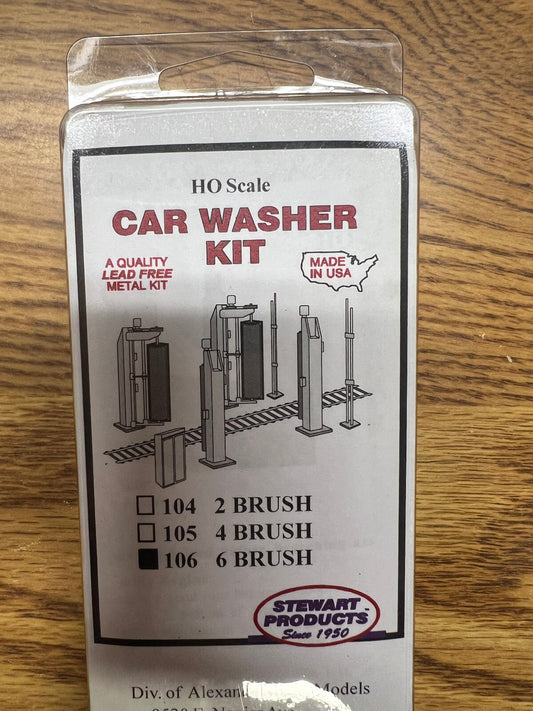 HO Scale
CAR WASHER
KIT
A QUALITY
LEAD FREE
METAL KIT
MADE
IN USA
104 2 BRUSH
105 4 BRUSH
106 6 BRUSH
STEWART
PRODUCTS
Since 1950
Div. of Models